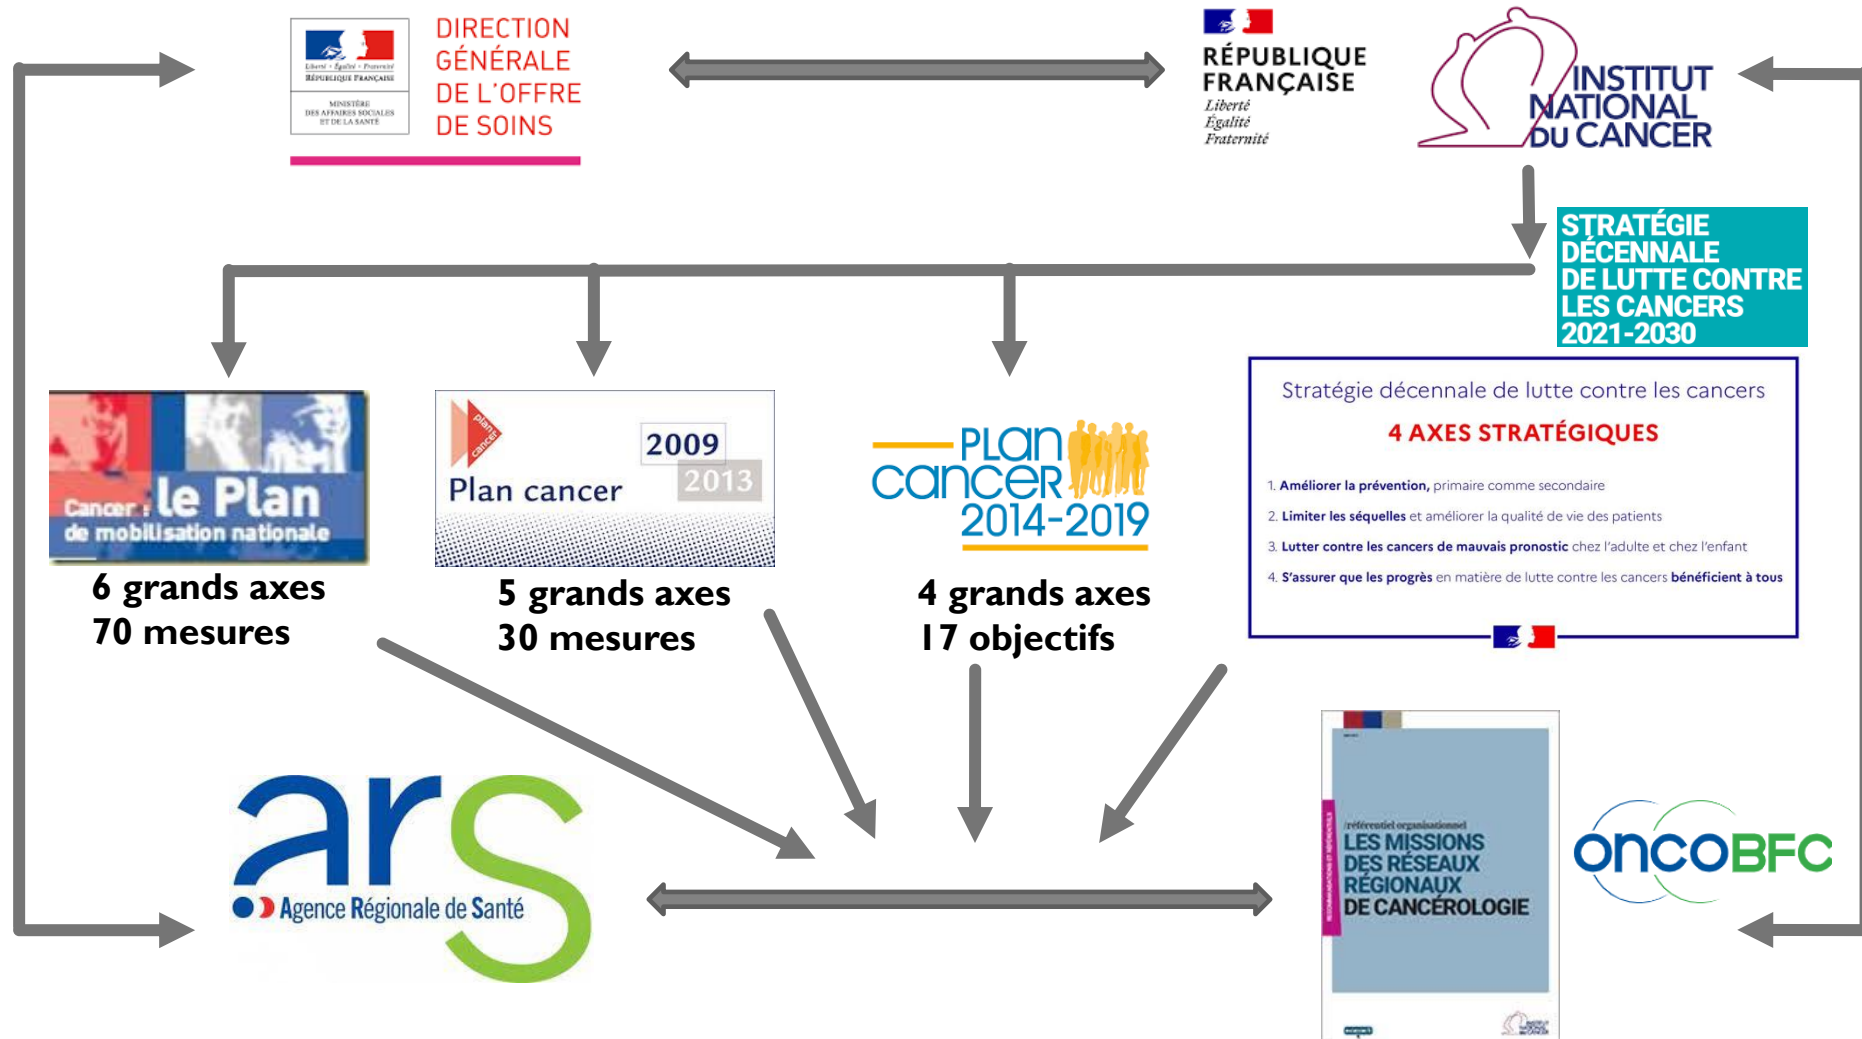 Liberté • Égalité • Fraternité
RÉPUBLIQUE FRANÇAISE
MINISTÈRE
DES AFFAIRES SOCIALES
ET DE LA SANTÉ
DIRECTION
GÉNÉRALE
DE L'OFFRE
DE SOINS
RÉPUBLIQUE
FRANÇAISE
Liberté
Égalité
Fraternité
INSTITUT
NATIONAL
DU CANCER
STRATÉGIE
DÉCENNALE
DE LUTTE CONTRE
LES CANCERS
2021-2030
Cancer : le Plan
de mobilisation nationale
6 grands axes
70 mesures
plan
cancer
2009
2013
Plan cancer
5 grands axes
30 mesures
PLan
cancer
2014-2019
4 grands axes
17 objectifs
Stratégie décennale de lutte contre les cancers
4 AXES STRATÉGIQUES
1. Améliorer la prévention, primaire comme secondaire
2. Limiter les séquelles et améliorer la qualité de vie des patients
3. Lutter contre les cancers de mauvais pronostic chez l'adulte et chez l'enfant
4. S'assurer que les progrès en matière de lutte contre les cancers bénéficient à tous
ars
Agence Régionale de Santé
RECOMMANDATIONS ET RÉFÉRENTIELS
/référentiel organisationnel
LES MISSIONS
DES RÉSEAUX
RÉGIONAUX
DE CANCÉROLOGIE
INSTITUT
NATIONAL
DU CANCER
oncoBFC